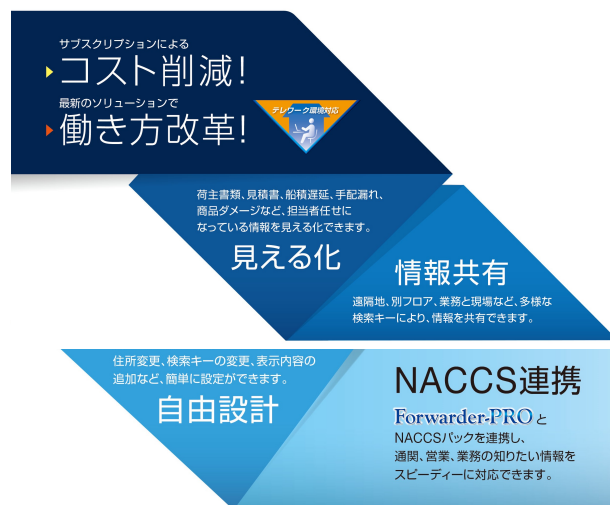 サブスクリプションによる
コスト削減!
最新のソリューションで
働き方改革!
テレワーク環境対応
荷主書類、見積書、船積遅延、手配漏れ、
商品ダメージなど、担当者任せに
なっている情報を見える化できます。
見える化
情報共有
遠隔地、別フロア、業務と現場など、多様な
検索キーにより、情報を共有できます。
住所変更、検索キーの変更、表示内容の
追加など、簡単に設定ができます。
自由設計
NACCS連携
Forwarder-PROと
NACCSパックを連携し、
通関、営業、業務の知りたい情報を
スピーディーに対応できます。